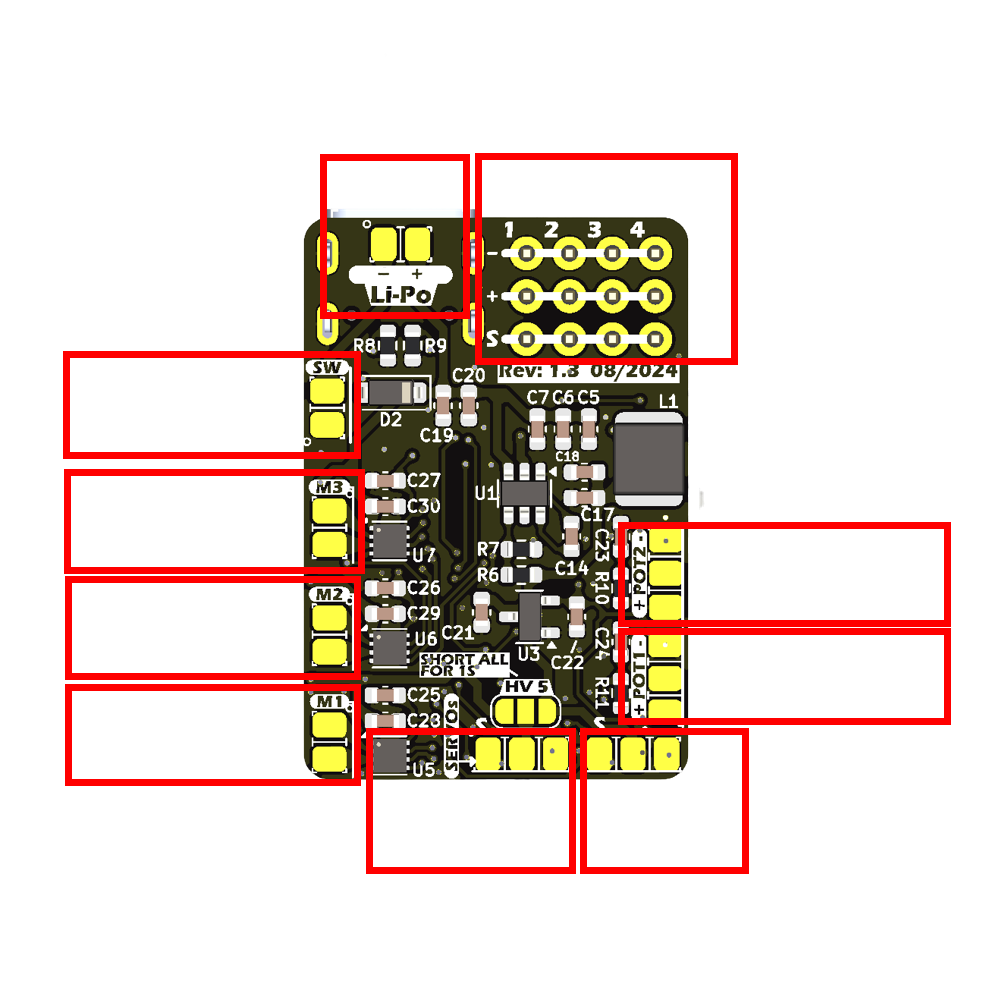 1 2 3 4
-
- +
Li-Po
+
S
R8 R9
Rev: 1.3 08/2024
SW
C20
D2
C19
C7 C6 C5
L1
C18
M3
C27
C30
U1
C17
U7
R7
C14
C23
+ POT2 -
R6
R10
M2
C26
C29
U6
C21
U3
C22
C24
+ POT1 -
SHORT ALL
FOR 1S
R11
HV 5
M1
C25
C28
SERVOs
U5